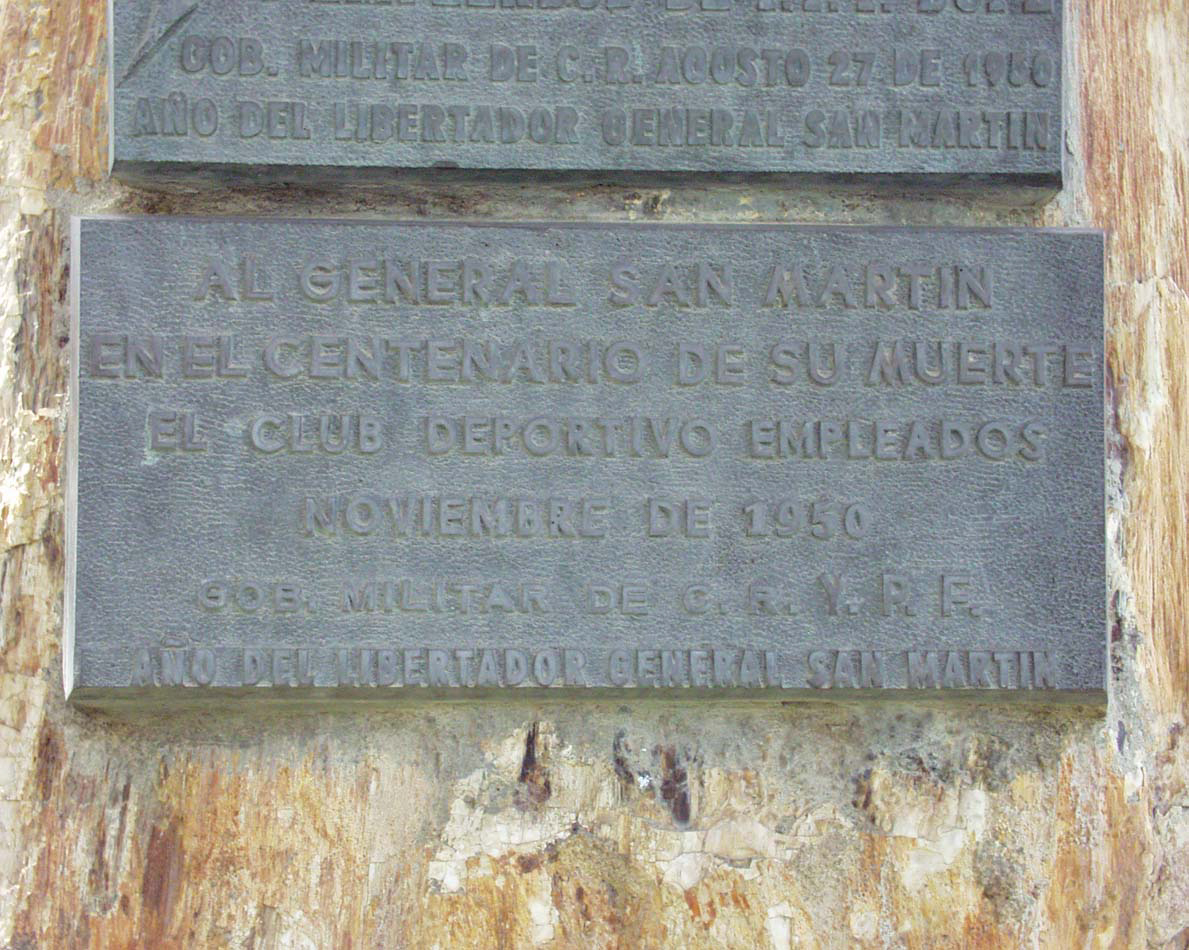 GOB. MILITAR DE C.R. AGOSTO 27 DE 1950
AÑO DEL LIBERTADOR GENERAL SAN MARTIN
AL GENERAL SAN MARTIN
EN EL CENTENARIO DE SU MUERTE
EL CLUB DEPORTIVO EMPLEADOS
NOVIEMBRE DE 1950
GOB. MILITAR DE C.R. Y.P.F.
AÑO DEL LIBERTADOR GENERAL SAN MARTIN